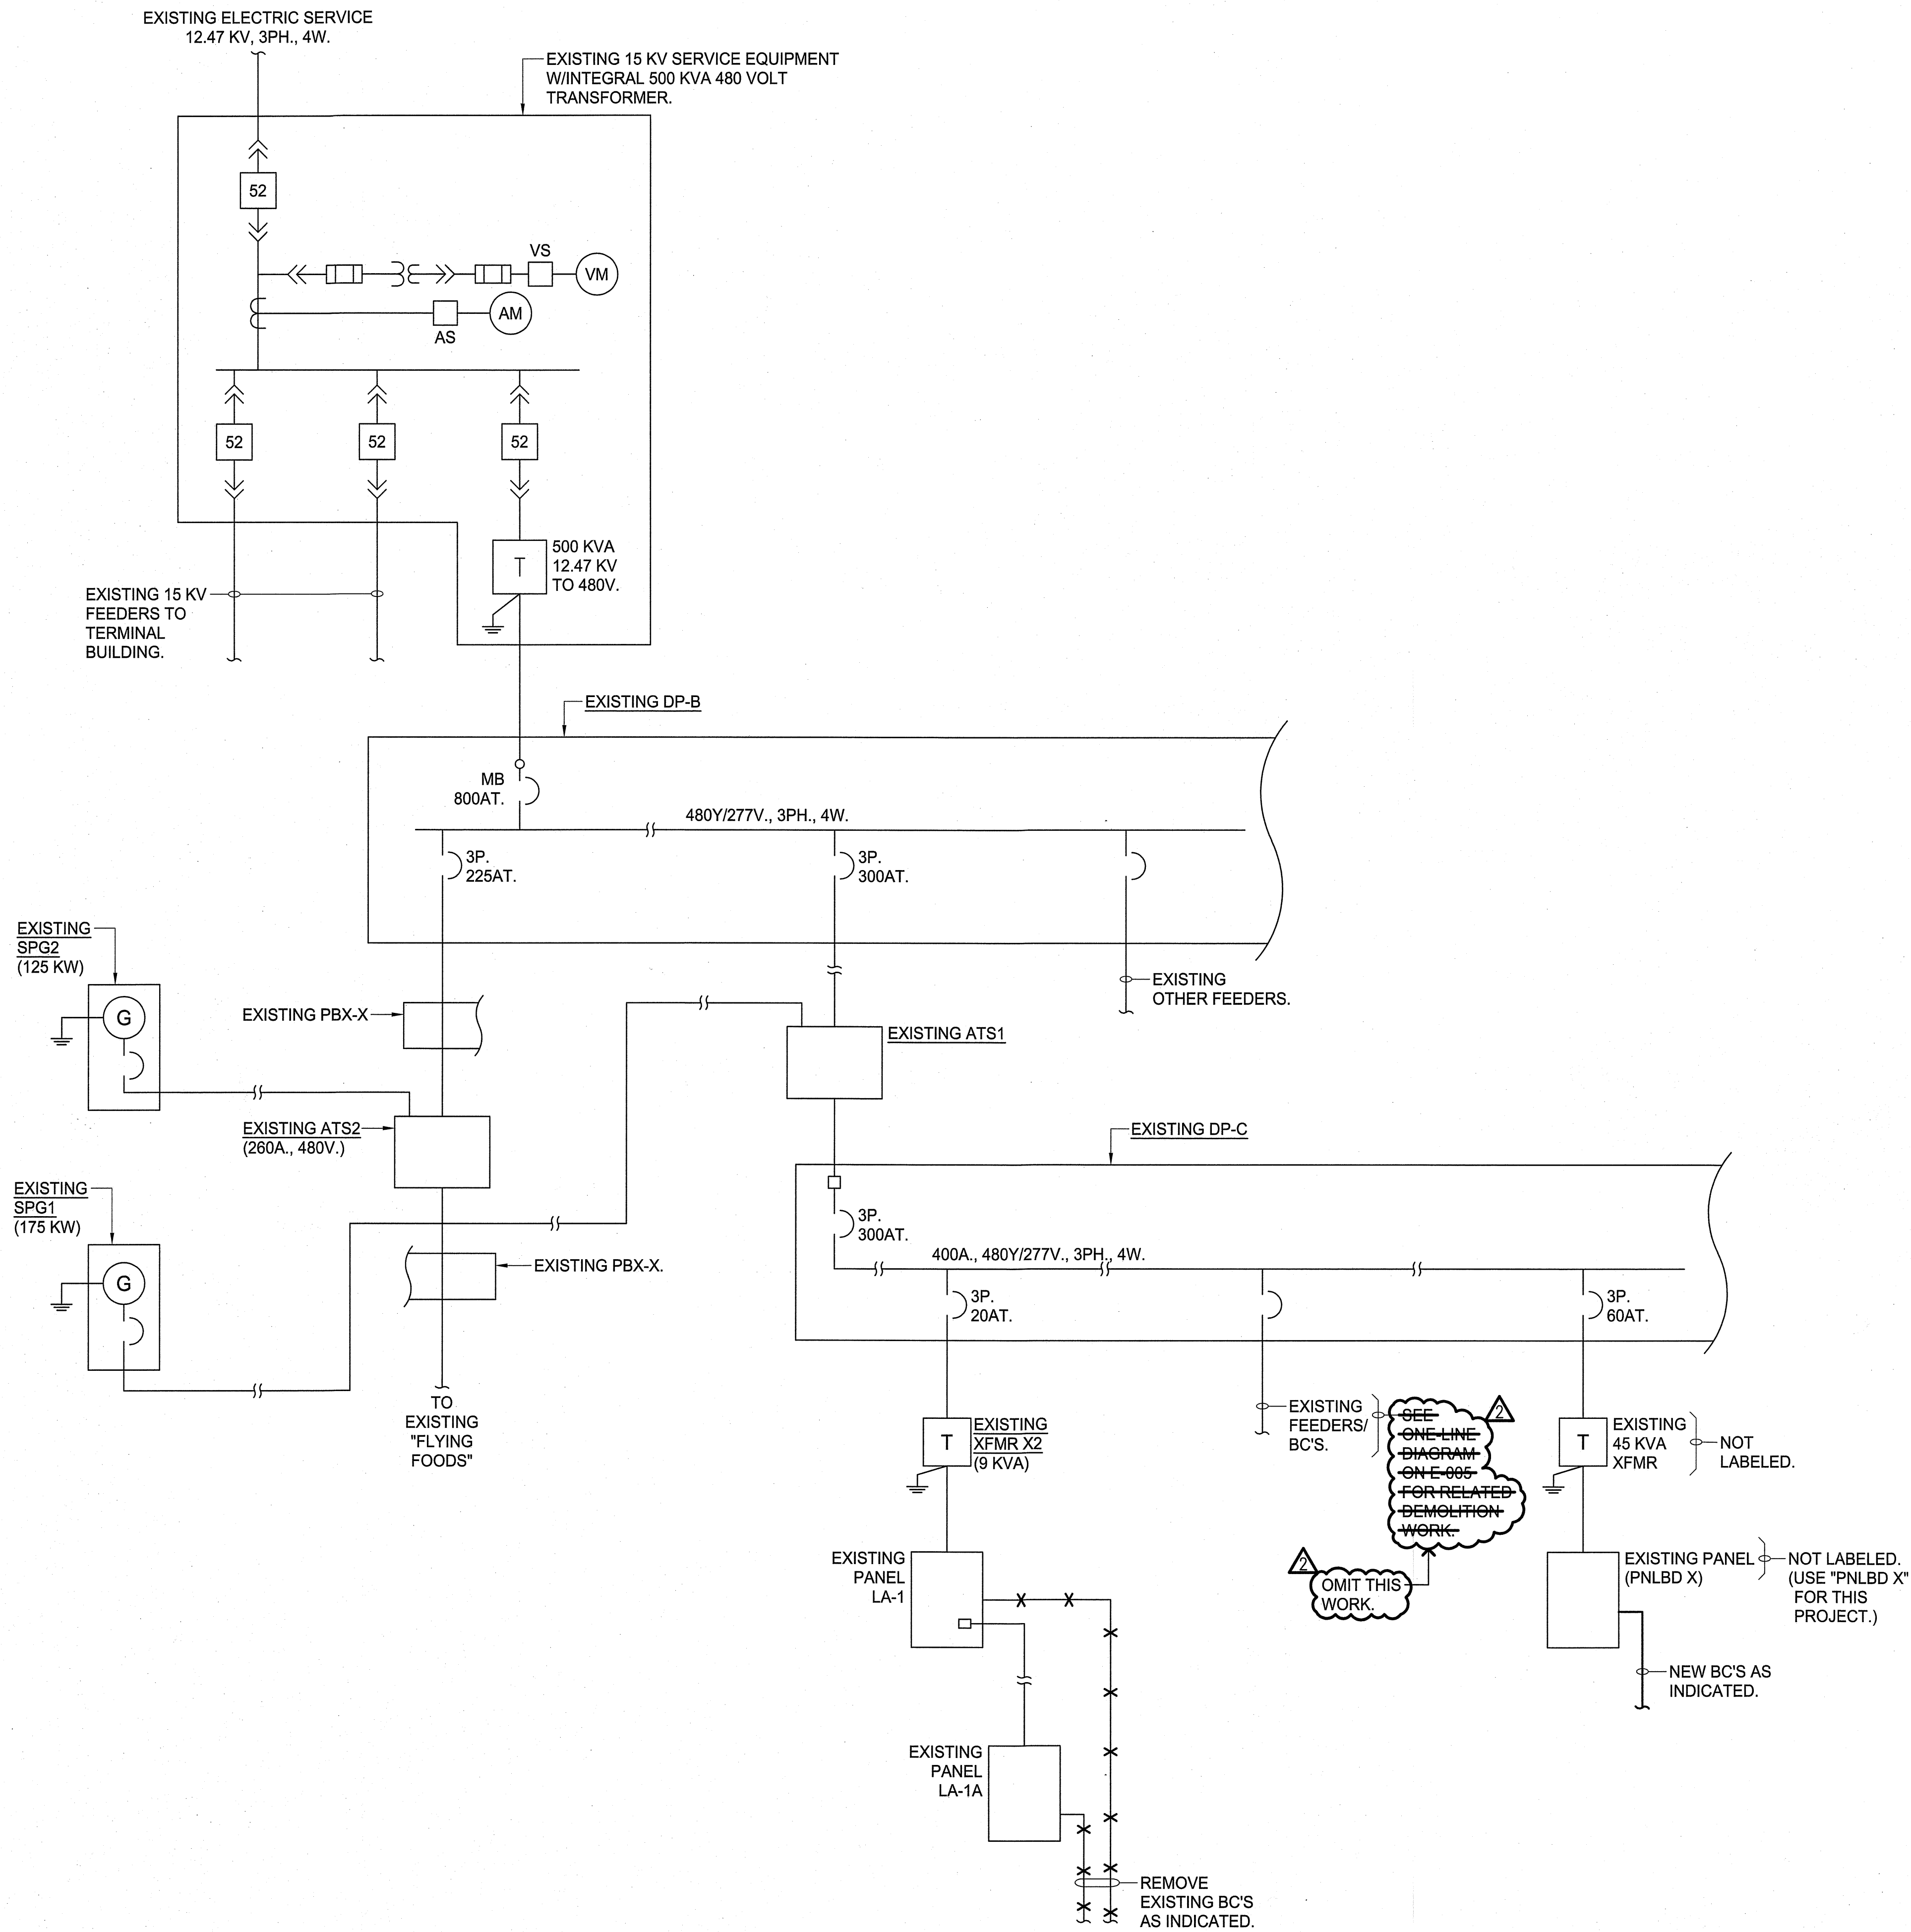 EXISTING ELECTRIC SERVICE
12.47 KV, 3PH., 4W.
EXISTING 15 KV SERVICE EQUIPMENT
W/INTEGRAL 500 KVA 480 VOLT
TRANSFORMER.
52
VS
VM
AM
AS
52
52
52
T
500 KVA
12.47 KV
TO 480V.
EXISTING 15 KV
FEEDERS TO
TERMINAL
BUILDING.
EXISTING DP-B
MB
800AT.
480Y/277V., 3PH., 4W.
3P.
225AT.
3P.
300AT.
EXISTING
OTHER FEEDERS.
EXISTING
SPG2
(125 KW)
G
EXISTING PBX-X
EXISTING ATS1
EXISTING ATS2
(260A., 480V.)
EXISTING DP-C
EXISTING
SPG1
(175 KW)
G
EXISTING PBX-X.
TO
EXISTING
"FLYING
FOODS"
3P.
300AT.
400A., 480Y/277V., 3PH., 4W.
3P.
20AT.
3P.
60AT.
T
EXISTING
XFMR X2
(9 KVA)
EXISTING
FEEDERS/
BC'S.
SEE
ONE-LINE
DIAGRAM
ON E-005
FOR RELATED
DEMOLITION
WORK.
2
2
OMIT THIS
WORK.
T
EXISTING
45 KVA
XFMR
NOT
LABELED.
EXISTING
PANEL
LA-1
EXISTING PANEL
(PNLBD X)
NOT LABELED.
(USE "PNLBD X"
FOR THIS
PROJECT.)
NEW BC'S AS
INDICATED.
EXISTING
PANEL
LA-1A
REMOVE
EXISTING BC'S
AS INDICATED.